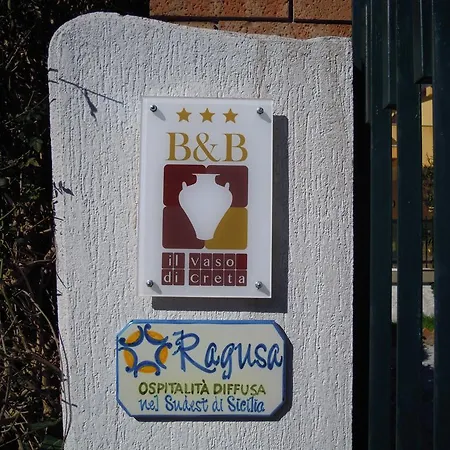 B&B
il Vaso
di Creta
Ragusa
OSPITALITÀ DIFFUSA
nel Sudest di Sicilia